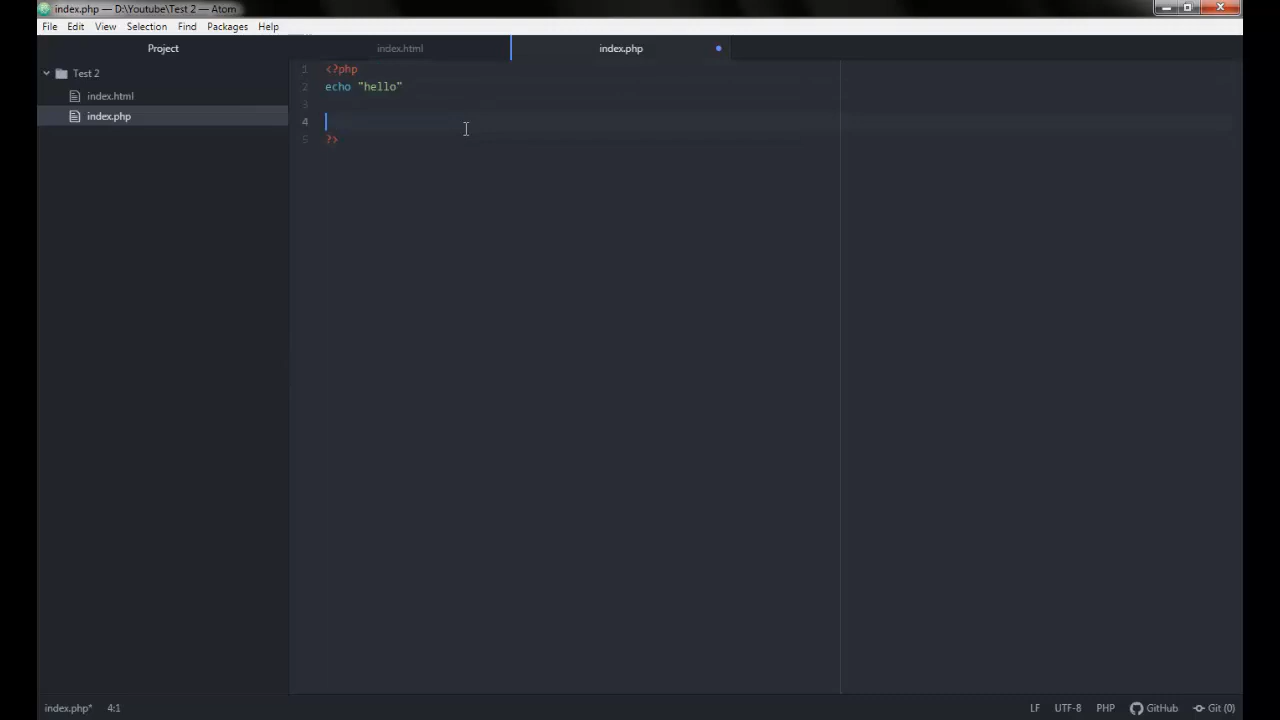 index.php — D:\Youtube\Test 2 — Atom
File Edit View Selection Find Packages Help
Project
index.html
index.php
Test 2
index.html
index.php
1 <?php
2 echo "hello"
3
4
5 ?>
index.php* 4:1
LF UTF-8 PHP GitHub Git (0)